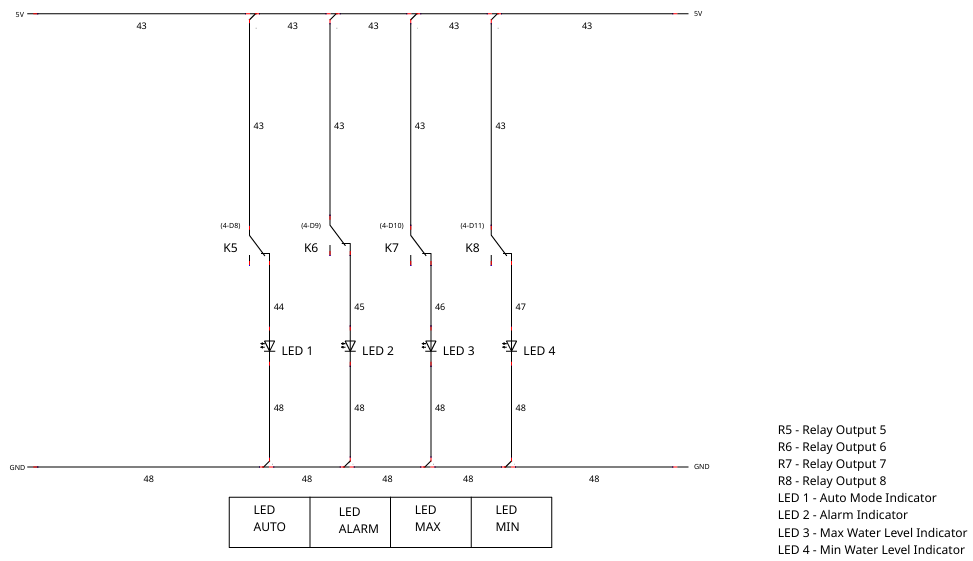 5V 5V
43 43 43 43 43
43 43 43 43
(4-D8) (4-D9) (4-D10) (4-D11)
K5 K6 K7 K8
44 45 46 47
LED 1 LED 2 LED 3 LED 4
48 48 48 48
GND GND
48 48 48 48 48
LED AUTO
LED ALARM
LED MAX
LED MIN
R5 - Relay Output 5
R6 - Relay Output 6
R7 - Relay Output 7
R8 - Relay Output 8
LED 1 - Auto Mode Indicator
LED 2 - Alarm Indicator
LED 3 - Max Water Level Indicator
LED 4 - Min Water Level Indicator